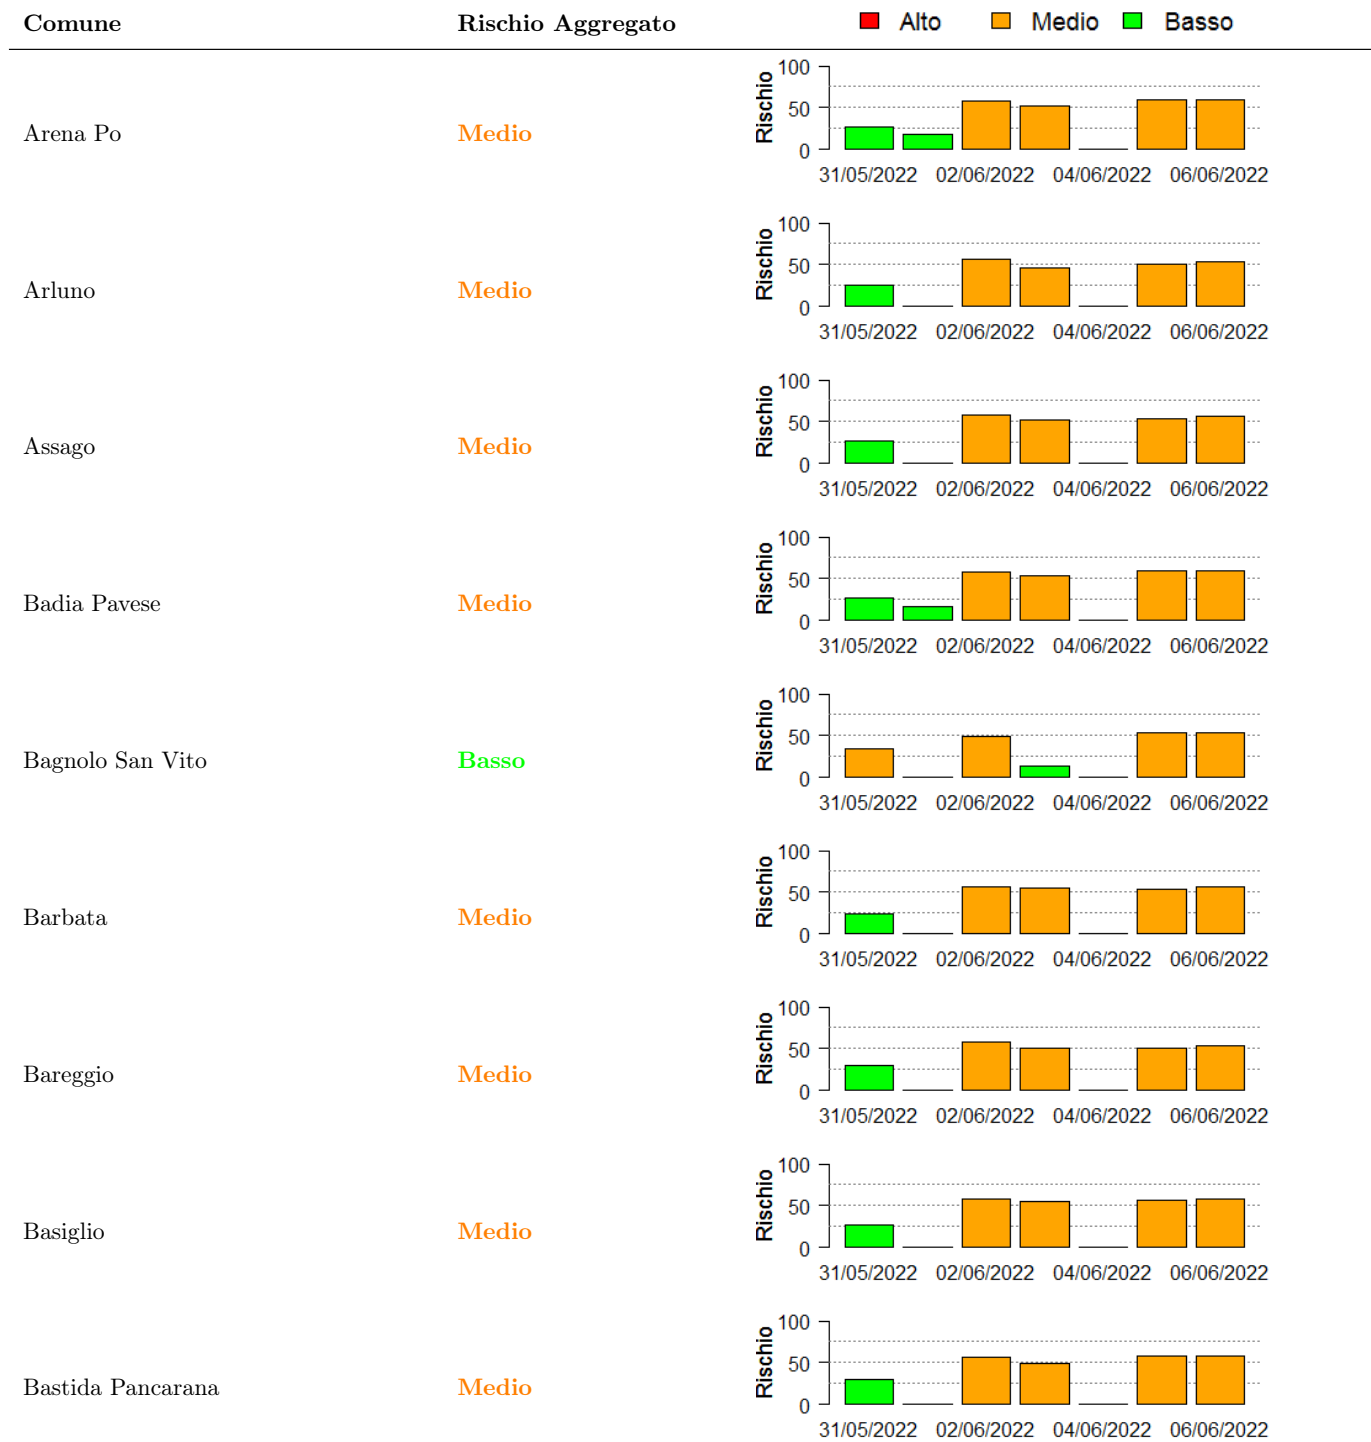 Comune Rischio Aggregato Alto Medio Basso
Arena Po Medio
Rischio
100
50
0
31/05/2022 02/06/2022 04/06/2022 06/06/2022
Arluno Medio
Rischio
100
50
0
31/05/2022 02/06/2022 04/06/2022 06/06/2022
Assago Medio
Rischio
100
50
0
31/05/2022 02/06/2022 04/06/2022 06/06/2022
Badia Pavese Medio
Rischio
100
50
0
31/05/2022 02/06/2022 04/06/2022 06/06/2022
Bagnolo San Vito Basso
Rischio
100
50
0
31/05/2022 02/06/2022 04/06/2022 06/06/2022
Barbata Medio
Rischio
100
50
0
31/05/2022 02/06/2022 04/06/2022 06/06/2022
Bareggio Medio
Rischio
100
50
0
31/05/2022 02/06/2022 04/06/2022 06/06/2022
Basiglio Medio
Rischio
100
50
0
31/05/2022 02/06/2022 04/06/2022 06/06/2022
Bastida Pancarana Medio
Rischio
100
50
0
31/05/2022 02/06/2022 04/06/2022 06/06/2022